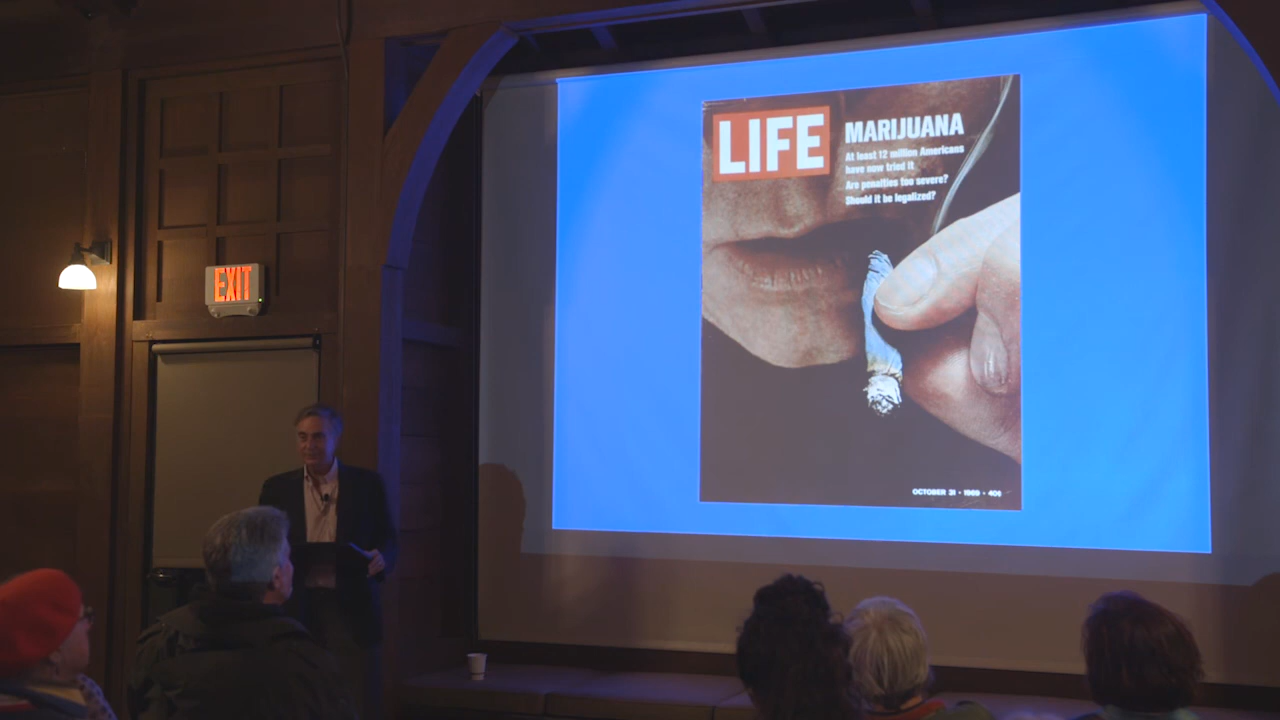 EXIT
LIFE
MARIJUANA
At least 12 million Americans
have now tried it
Are penalties too severe?
Should it be legalized?
OCTOBER 31 • 1969 • 40¢